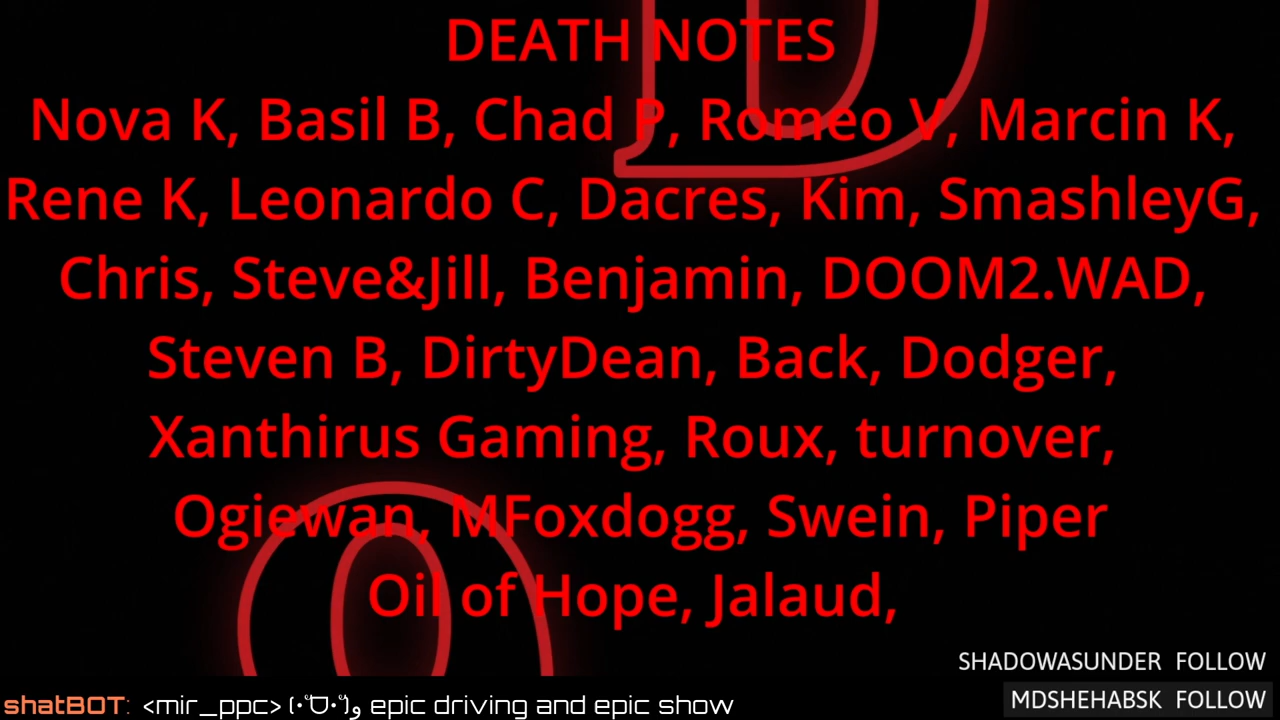 DEATH NOTES
Nova K, Basil B, Chad P, Romeo V, Marcin K,
Rene K, Leonardo C, Dacres, Kim, SmashleyG,
Chris, Steve&Jill, Benjamin, DOOM2.WAD,
Steven B, DirtyDean, Back, Dodger,
Xanthirus Gaming, Roux, turnover,
Ogiewan, MFoxdogg, Swein, Piper
Oil of Hope, Jalaud,
SHADOWASUNDER FOLLOW
MDSHEHABSK FOLLOW
shatBOT: <mir_ppc> epic driving and epic show